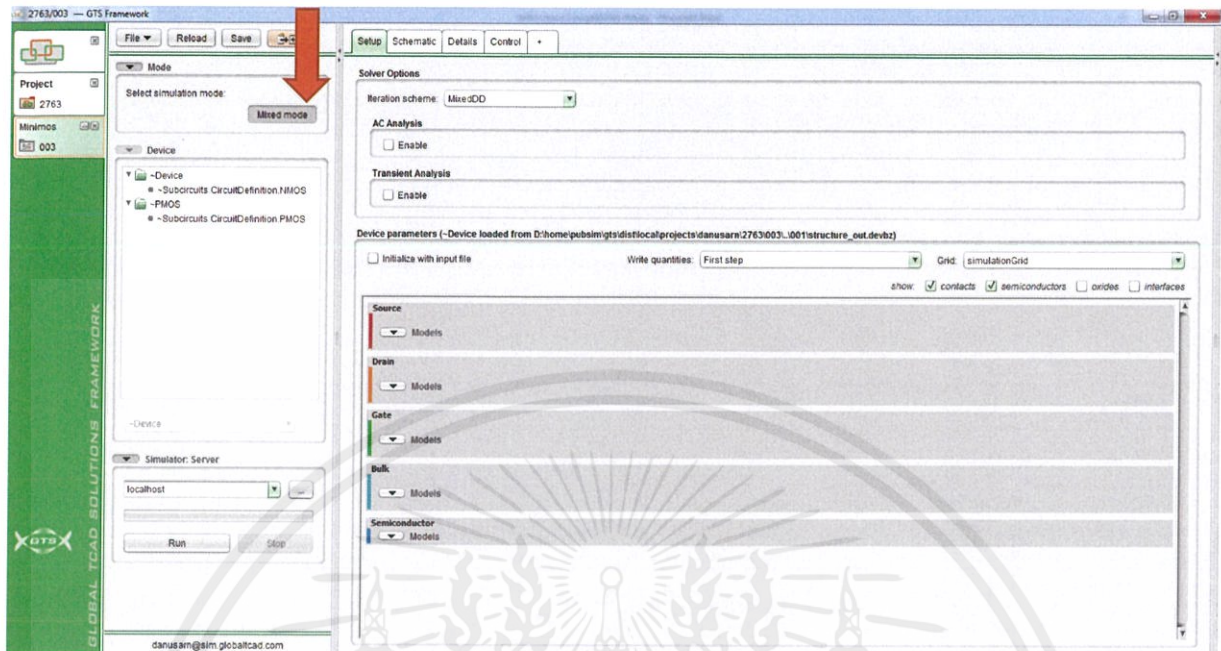 2763/003 — GTS Framework
File Reload Save
Setup Schematic Details Control +
Project
2763
Minimos
003
Mode
Select simulation mode:
Mixed mode
Device
~Device
~Subcircuits CircuitDefinition.NMOS
~PMOS
~Subcircuits CircuitDefinition.PMOS
~Device
Simulator: Server
localhost
...
Run Stop
danusarn@sim.globaltcad.com
GTS
GLOBAL TCAD SOLUTIONS FRAMEWORK
Solver Options
Iteration scheme: MixedDD
AC Analysis
Enable
Transient Analysis
Enable
Device parameters (~Device loaded from D:\home\pubsim\gts\dist\local\projects\danusarn\2763\003\..\001\structure_out.devbz)
Initialize with input file Write quantities: First step Grid: simulationGrid
show: contacts semiconductors oxides interfaces
Source
Models
Drain
Models
Gate
Models
Bulk
Models
Semiconductor
Models